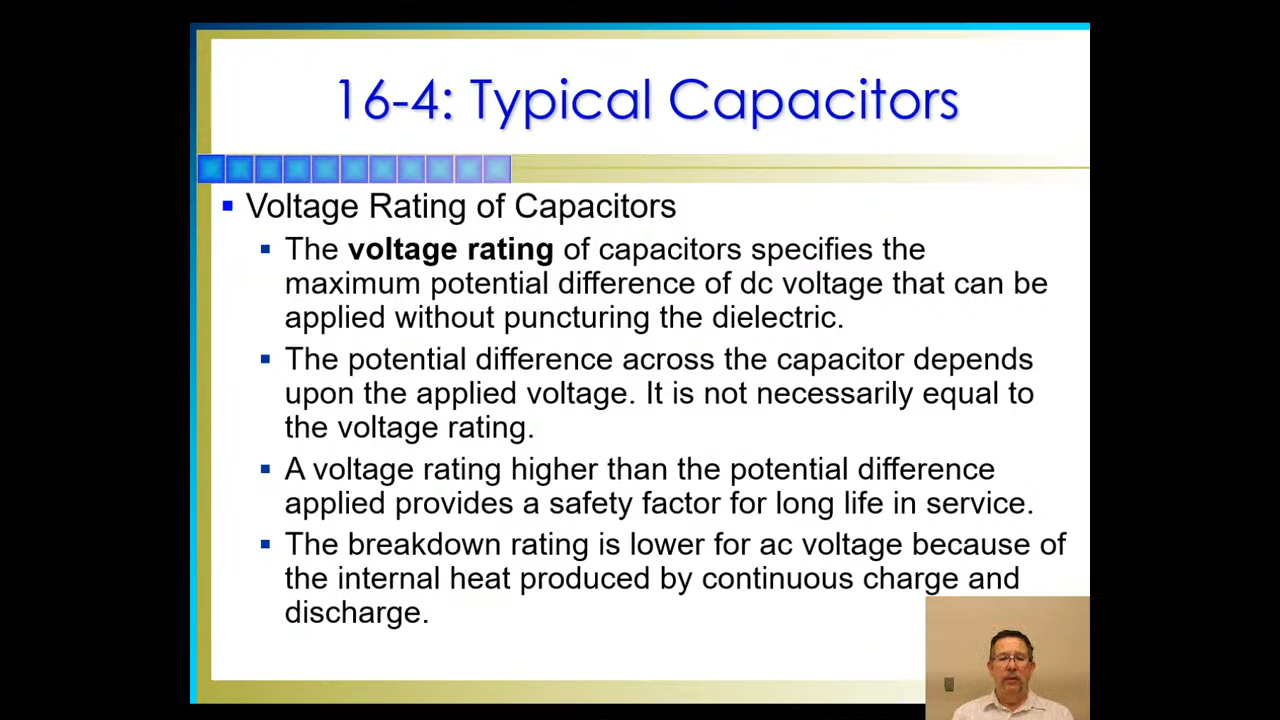 16-4: Typical Capacitors
Voltage Rating of Capacitors
The voltage rating of capacitors specifies the
maximum potential difference of dc voltage that can be
applied without puncturing the dielectric.
The potential difference across the capacitor depends
upon the applied voltage. It is not necessarily equal to
the voltage rating.
A voltage rating higher than the potential difference
applied provides a safety factor for long life in service.
The breakdown rating is lower for ac voltage because of
the internal heat produced by continuous charge and
discharge.